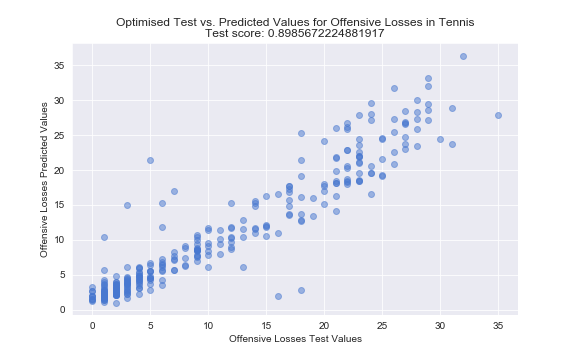 Optimised Test vs. Predicted Values for Offensive Losses in Tennis
Test score: 0.8985672224881917
Offensive Losses Predicted Values
35
30
25
20
15
10
5
0
0 5 10 15 20 25 30 35
Offensive Losses Test Values